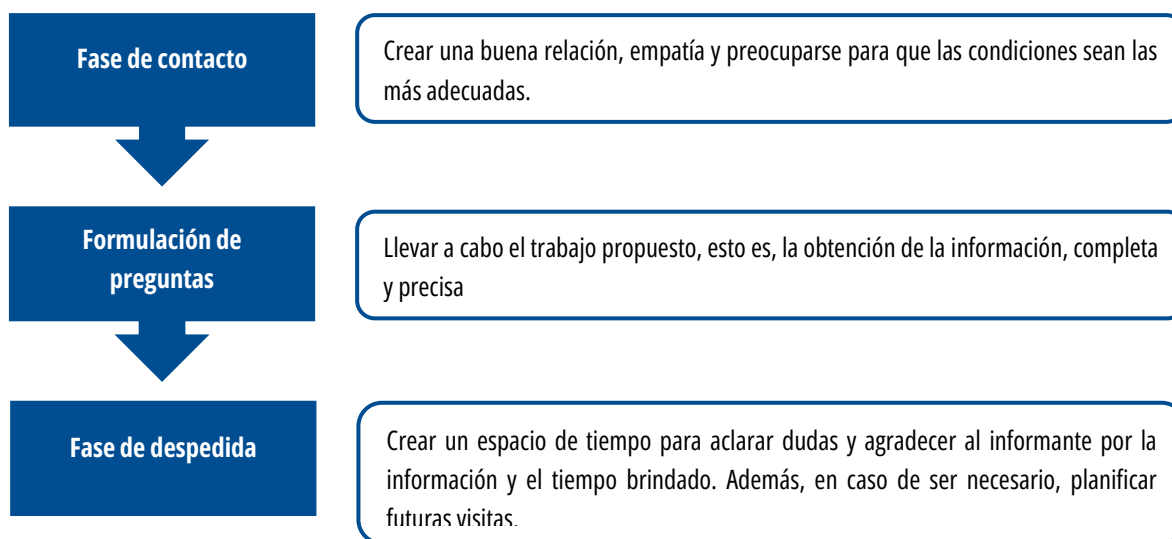 Fase de contacto
Crear una buena relación, empatía y preocuparse para que las condiciones sean las
más adecuadas.
Formulación de
preguntas
Llevar a cabo el trabajo propuesto, esto es, la obtención de la información, completa
y precisa
Fase de despedida
Crear un espacio de tiempo para aclarar dudas y agradecer al informante por la
información y el tiempo brindado. Además, en caso de ser necesario, planificar
futuras visitas.